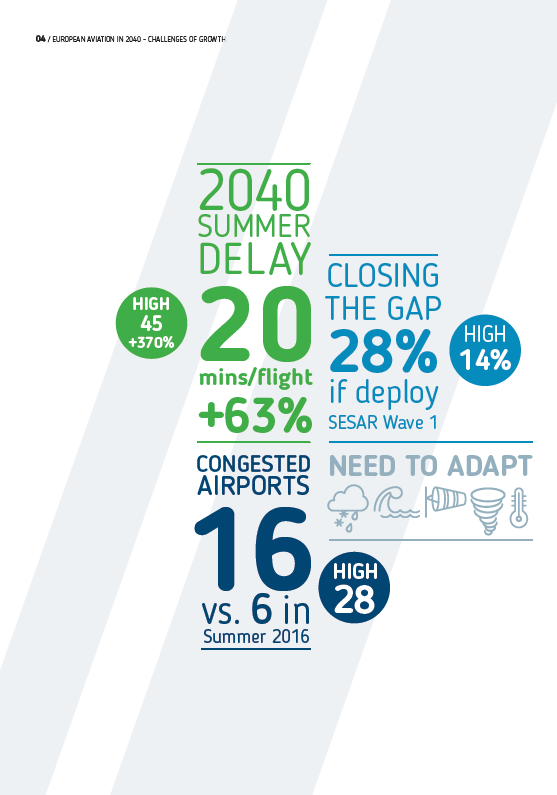 04 / EUROPEAN AVIATION IN 2040 - CHALLENGES OF GROWTH
2040
SUMMER
DELAY
20
mins/flight
+63%
HIGH
45
+370%
CLOSING
THE GAP
28%
if deploy
SESAR Wave 1
HIGH
14%
CONGESTED
AIRPORTS
16
vs. 6 in
Summer 2016
HIGH
28
NEED TO ADAPT